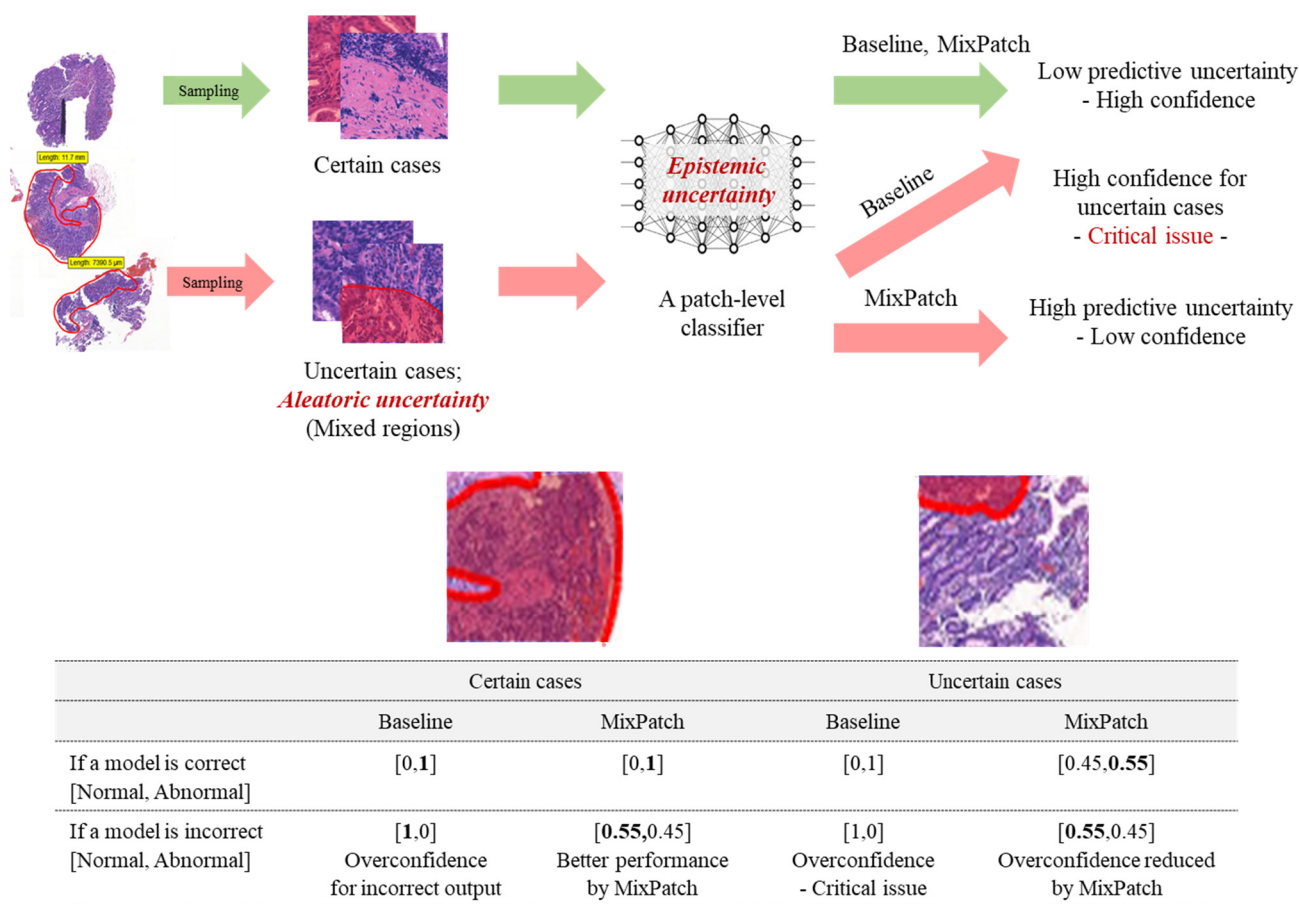 Baseline, MixPatch
Low predictive uncertainty
- High confidence
Sampling
Certain cases
Length: 11.7 mm
Epistemic
uncertainty
Baseline
High confidence for
uncertain cases
- Critical issue -
Length: 7390.5 µm
Sampling
A patch-level
classifier
MixPatch
High predictive uncertainty
- Low confidence
Uncertain cases;
Aleatoric uncertainty
(Mixed regions)
Certain cases Uncertain cases
Baseline MixPatch Baseline MixPatch
If a model is correct [0,1] [0,1] [0,1] [0.45,0.55]
[Normal, Abnormal]
If a model is incorrect [1,0] [0.55,0.45] [1,0] [0.55,0.45]
[Normal, Abnormal] Overconfidence Better performance Overconfidence Overconfidence reduced
for incorrect output by MixPatch - Critical issue by MixPatch